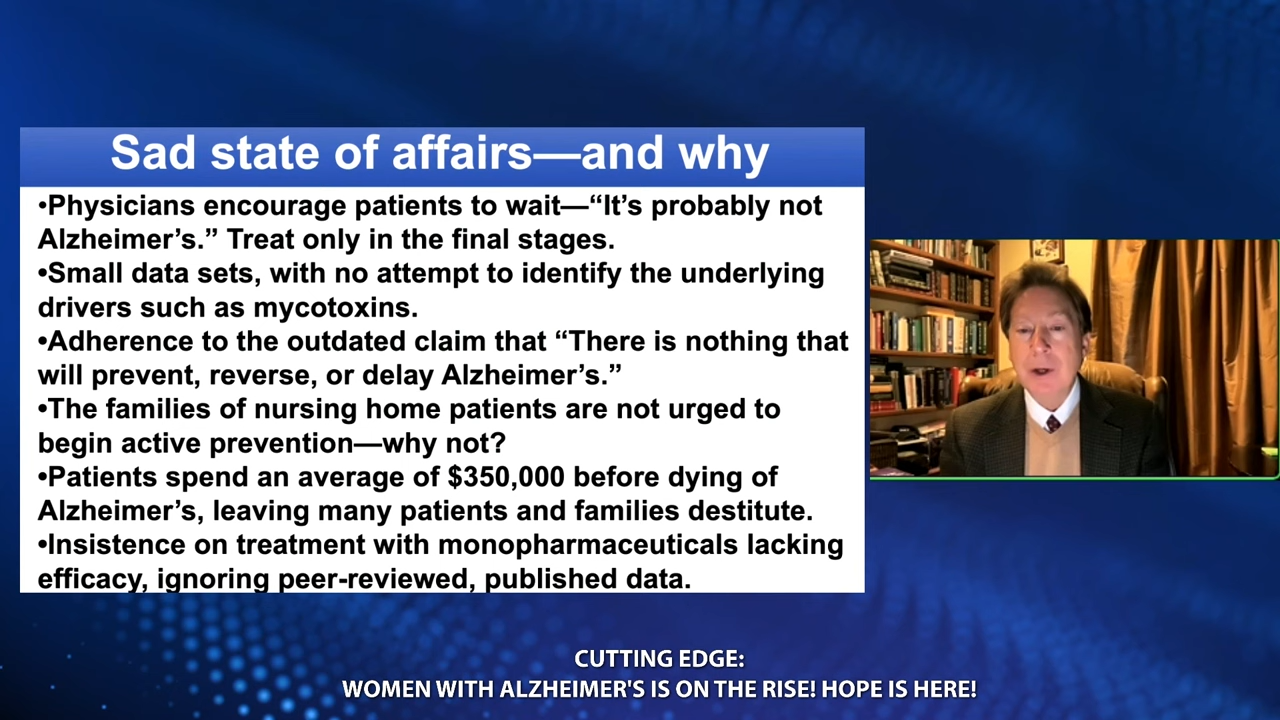 Sad state of affairs—and why
•Physicians encourage patients to wait—“It’s probably not
Alzheimer’s.” Treat only in the final stages.
•Small data sets, with no attempt to identify the underlying
drivers such as mycotoxins.
•Adherence to the outdated claim that “There is nothing that
will prevent, reverse, or delay Alzheimer’s.”
•The families of nursing home patients are not urged to
begin active prevention—why not?
•Patients spend an average of $350,000 before dying of
Alzheimer’s, leaving many patients and families destitute.
•Insistence on treatment with monopharmaceuticals lacking
efficacy, ignoring peer-reviewed, published data.
CUTTING EDGE:
WOMEN WITH ALZHEIMER'S IS ON THE RISE! HOPE IS HERE!